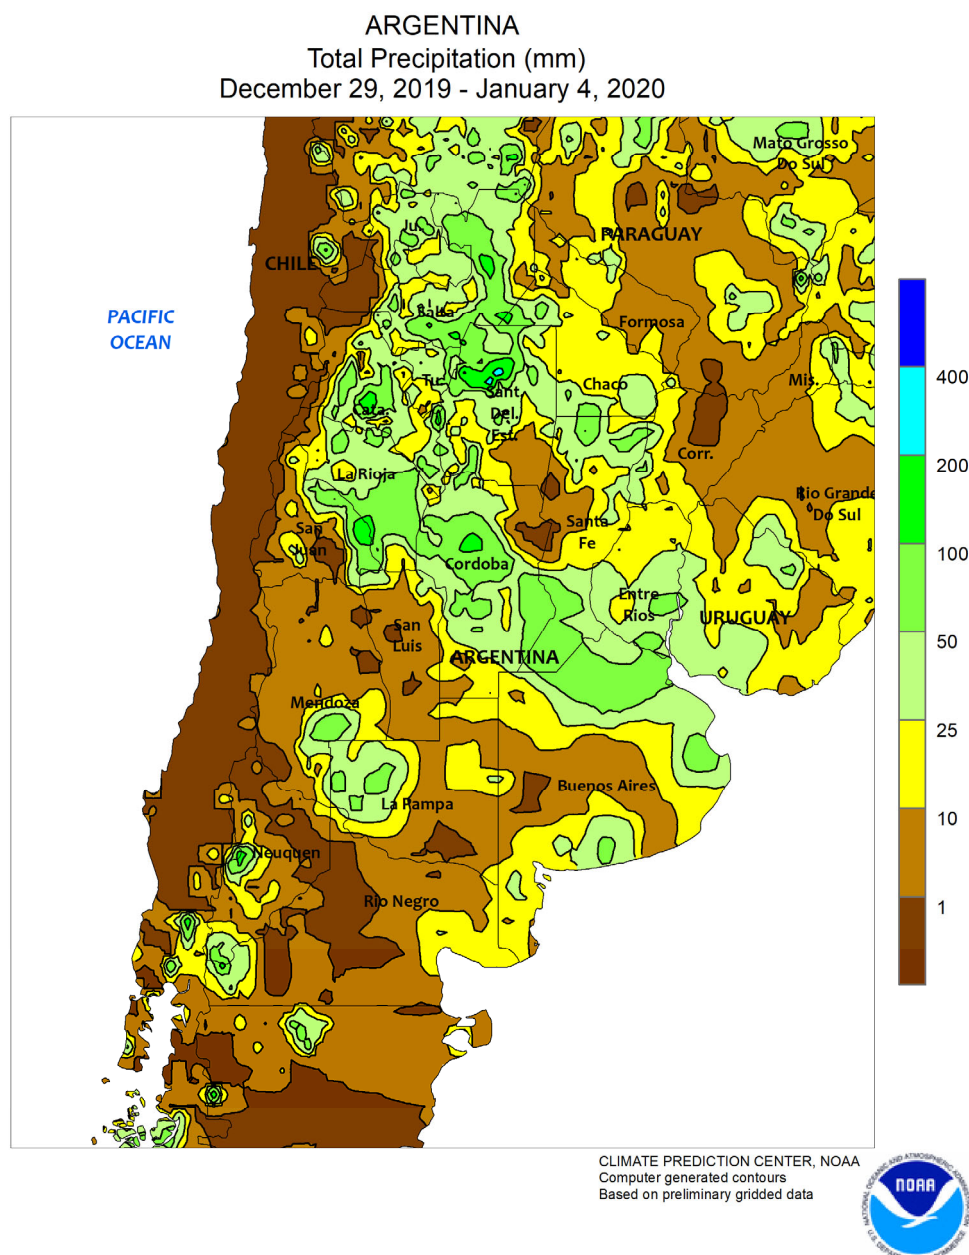 ARGENTINA
Total Precipitation (mm)
December 29, 2019 - January 4, 2020
Mato Grosso
Do Sul
Ju.
PARAGUAY
CHILE
PACIFIC
OCEAN
Salta
Formosa
Tu.
Chaco
Mis.
Sant.
Del.
Est.
Cata.
Corr.
La Rioja
Rio Grande
Do Sul
San
Juan
Santa
Fe
Cordoba
Entre
Rios
URUGUAY
San
Luis
ARGENTINA
Mendoza
Buenos Aires
La Pampa
Neuquen
Rio Negro
400
200
100
50
25
10
1
CLIMATE PREDICTION CENTER, NOAA
Computer generated contours
Based on preliminary gridded data
NOAA